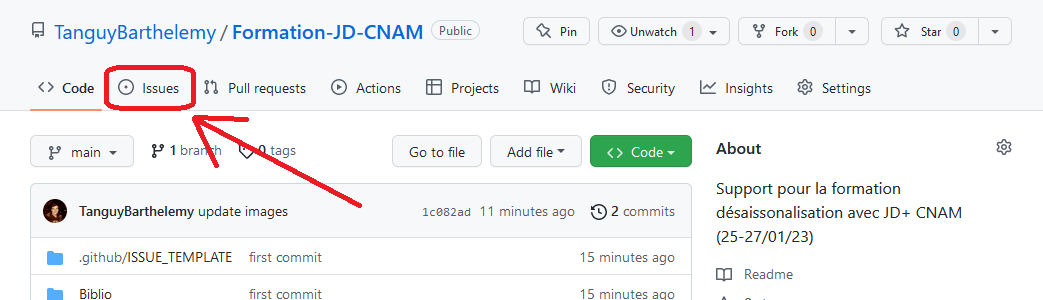 TanguyBarthelemy / Formation-JD-CNAM Public Pin Unwatch 1 Fork 0 Star 0
Code Issues Pull requests Actions Projects Wiki Security Insights Settings
main 1 branch 0 tags Go to file Add file Code
TanguyBarthelemy update images 1c082ad 11 minutes ago 2 commits
.github/ISSUE_TEMPLATE first commit 15 minutes ago
Biblio first commit 15 minutes ago
About
Support pour la formation
désaissonalisation avec JD+ CNAM
(25-27/01/23)
Readme